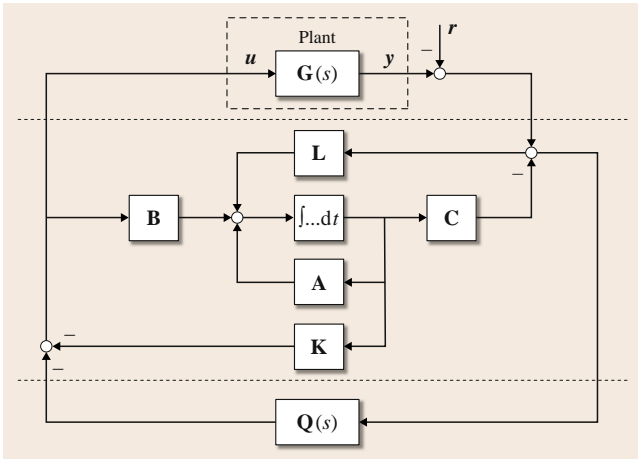 Plant
r
–
u
G(s)
y
L
–
B
∫...dt
C
A
–
K
–
Q(s)